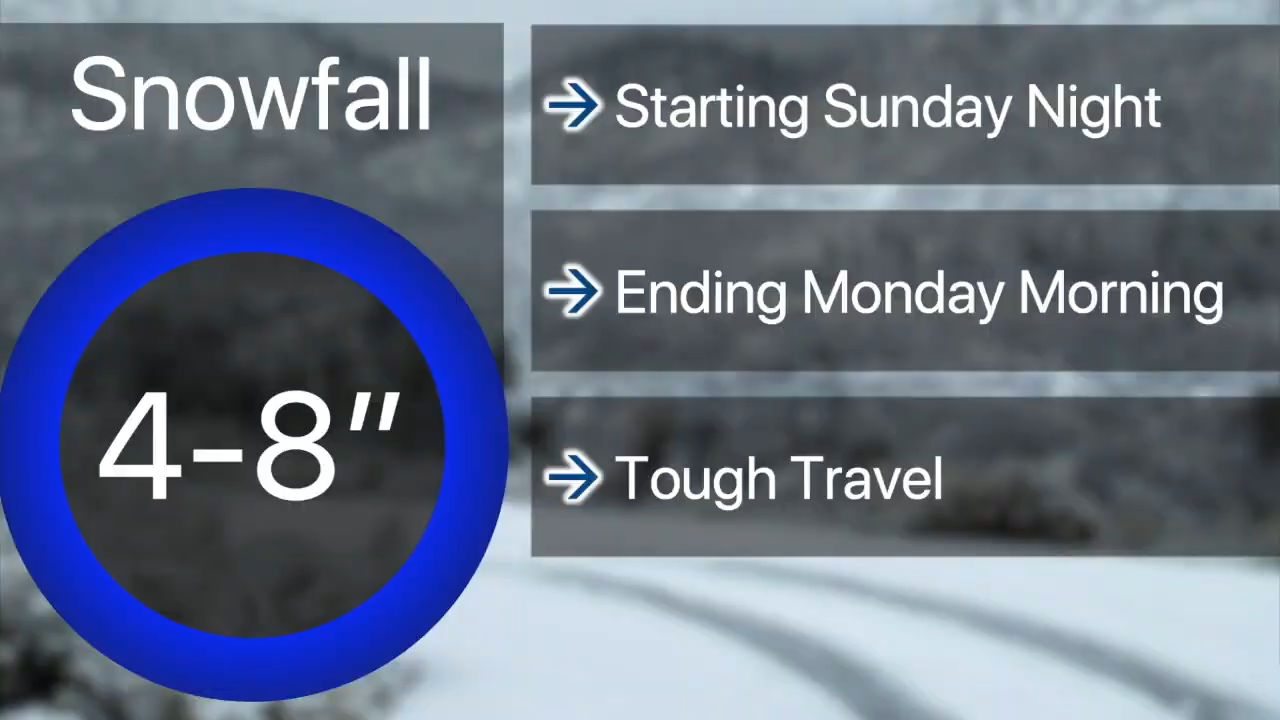 Snowfall
4-8"
Starting Sunday Night
Ending Monday Morning
Tough Travel